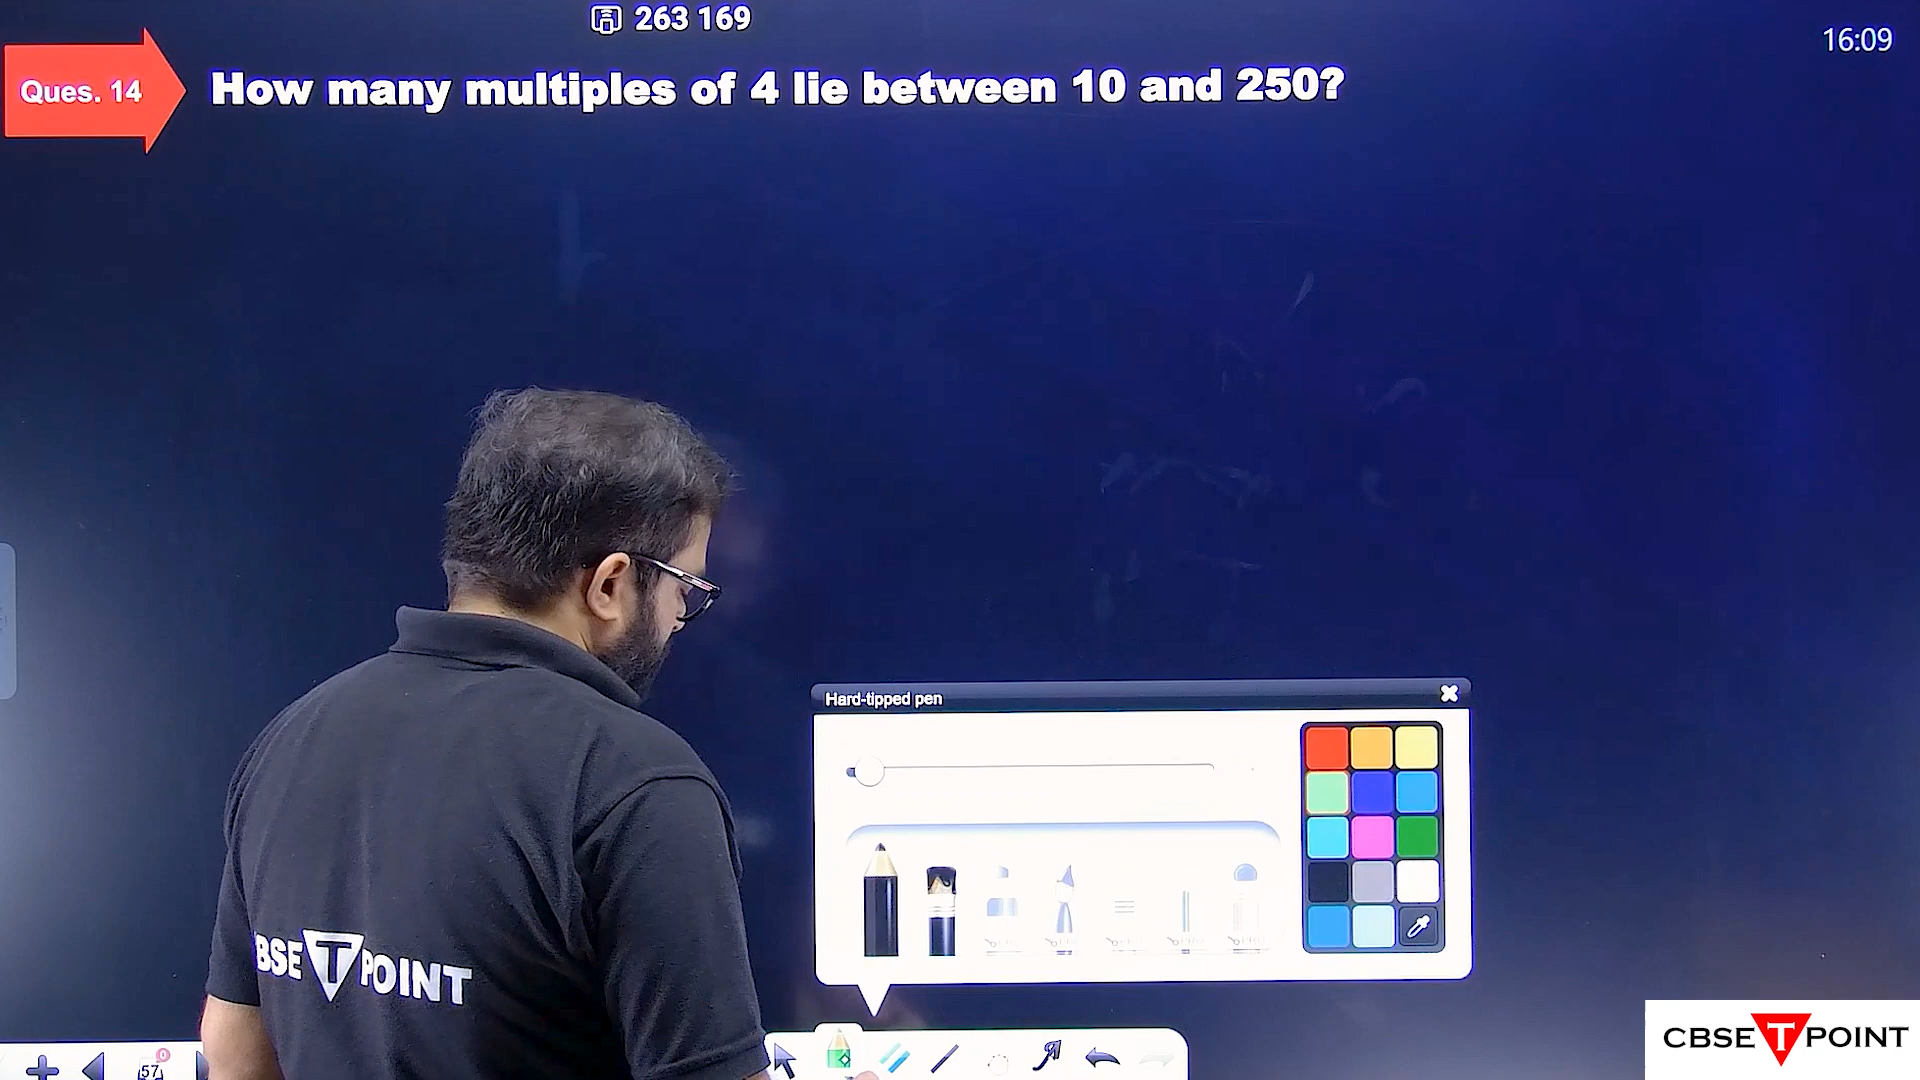 263 169
16:09
Ques. 14
How many multiples of 4 lie between 10 and 250?
Hard-tipped pen
BSE T POINT
57
0
CBSE T POINT